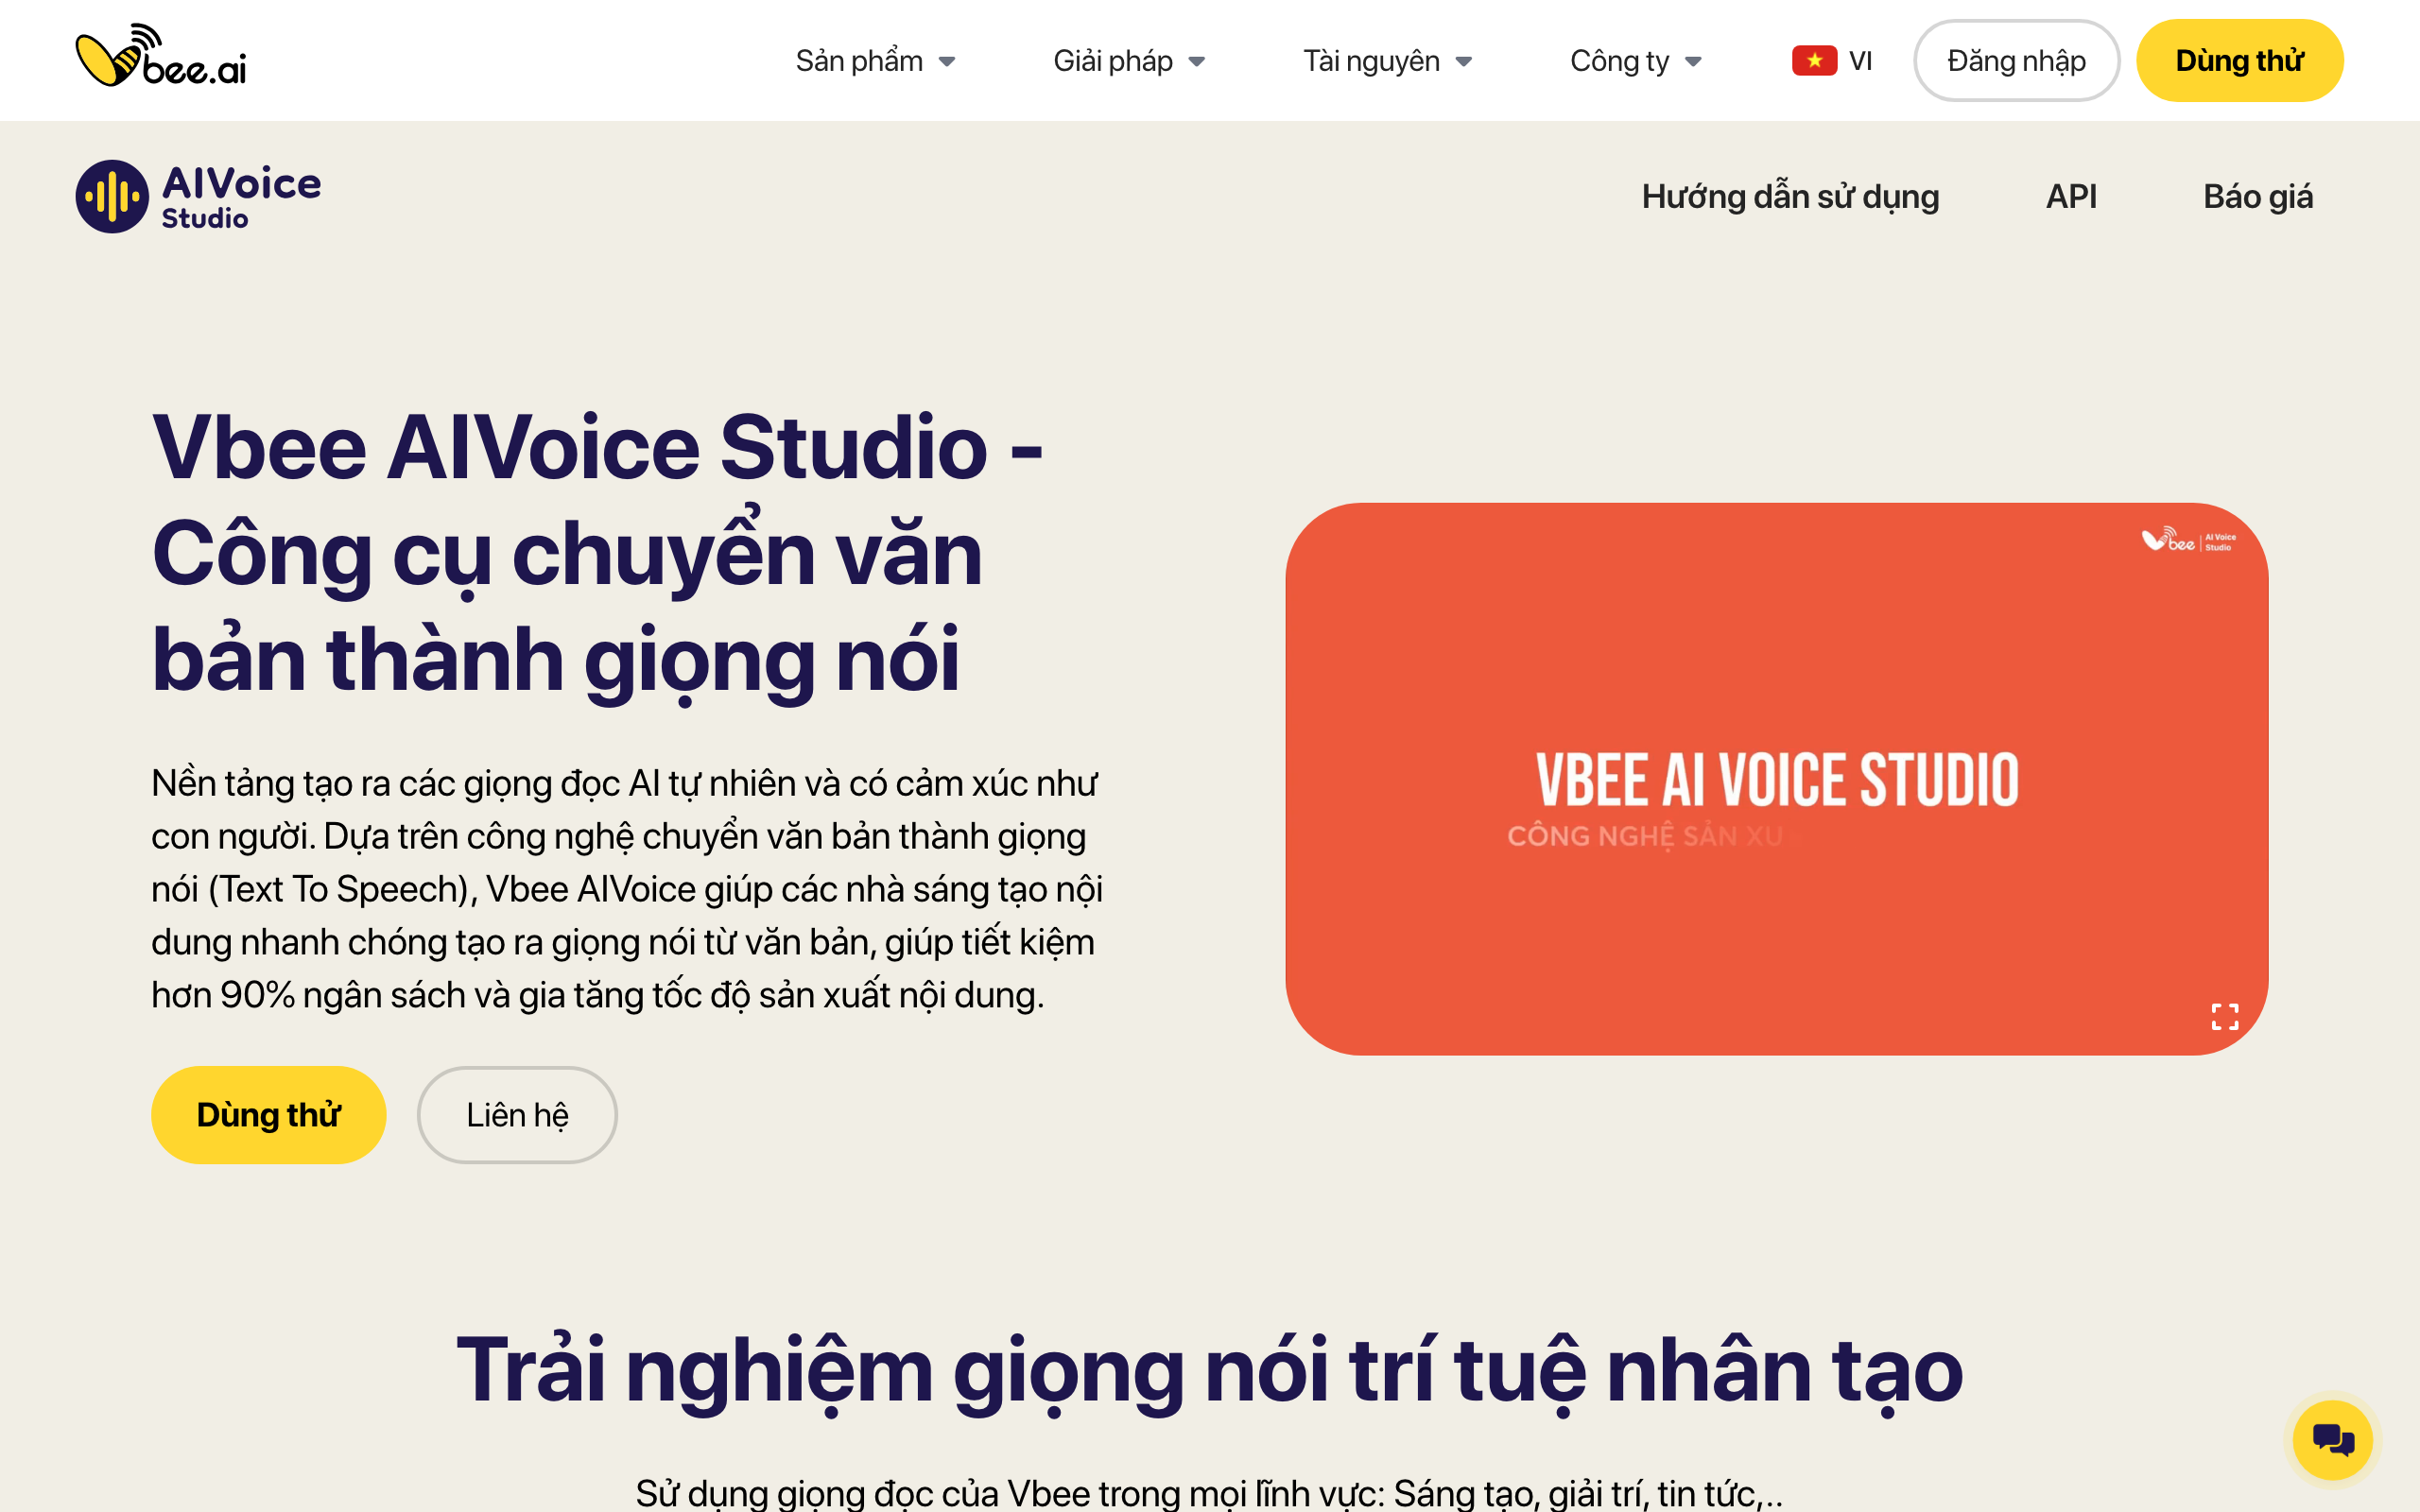 Vbee.ai
Sản phẩm
Giải pháp
Tài nguyên
Công ty
VI
Đăng nhập
Dùng thử
AIVoice
Studio
Hướng dẫn sử dụng
API
Báo giá
Vbee AIVoice Studio -
Công cụ chuyển văn
bản thành giọng nói
Nền tảng tạo ra các giọng đọc AI tự nhiên và có cảm xúc như
con người. Dựa trên công nghệ chuyển văn bản thành giọng
nói (Text To Speech), Vbee AIVoice giúp các nhà sáng tạo nội
dung nhanh chóng tạo ra giọng nói từ văn bản, giúp tiết kiệm
hơn 90% ngân sách và gia tăng tốc độ sản xuất nội dung.
Dùng thử
Liên hệ
Vbee
AI Voice
Studio
VBEE AI VOICE STUDIO
CÔNG NGHỆ SẢN XU
Trải nghiệm giọng nói trí tuệ nhân tạo
Sử dụng giọng đọc của Vbee trong mọi lĩnh vực: Sáng tạo, giải trí, tin tức,..